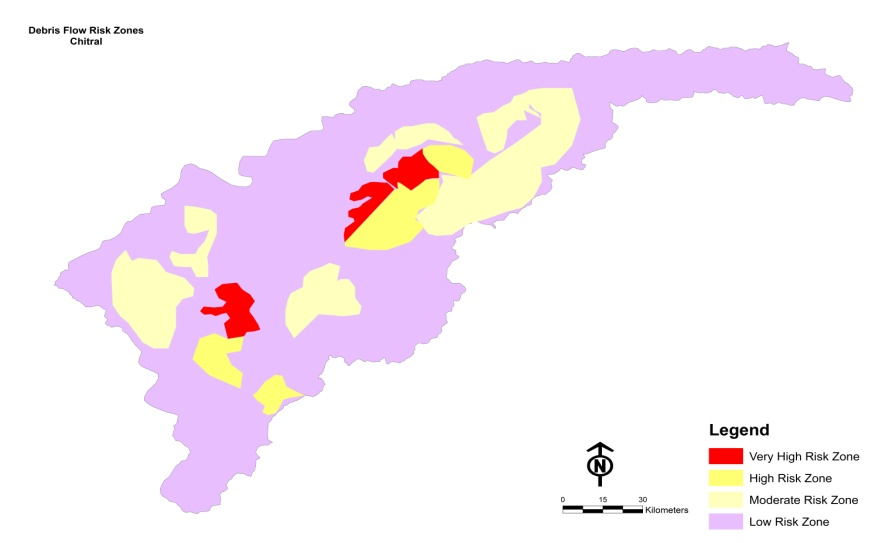 Debris Flow Risk Zones
Chitral
N
0 15 30
Kilometers
Legend
Very High Risk Zone
High Risk Zone
Moderate Risk Zone
Low Risk Zone